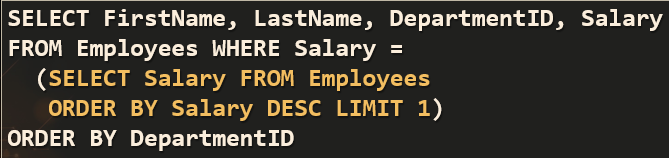 SELECT FirstName, LastName, DepartmentID, Salary
FROM Employees WHERE Salary =
(SELECT Salary FROM Employees
ORDER BY Salary DESC LIMIT 1)
ORDER BY DepartmentID